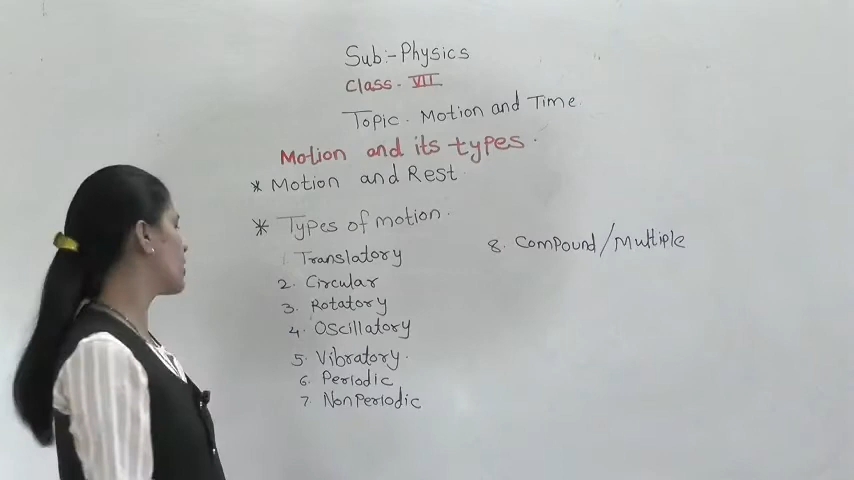 Sub:- Physics
Class - VII
Topic. Motion and Time
Motion and its types.
* Motion and Rest.
* Types of motion.
1 Translatory
2. Circular
3. Rotatory
4. Oscillatory
5. Vibratory.
6. Periodic
7. NonPeriodic
8. Compound/Multiple